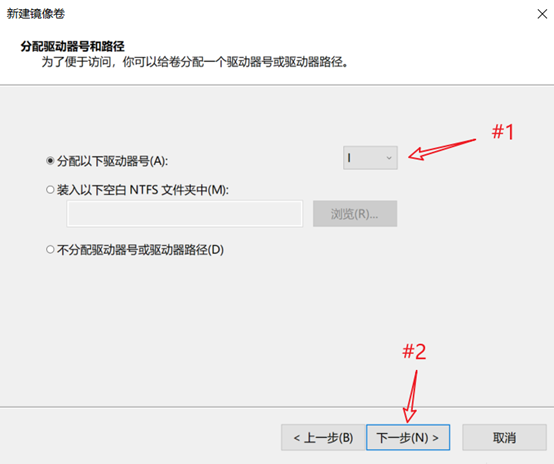 新建镜像卷
分配驱动器号和路径
为了便于访问，你可以给卷分配一个驱动器号或驱动器路径。
#1
分配以下驱动器号(A):
I
装入以下空白 NTFS 文件夹中(M):
浏览(R)...
不分配驱动器号或驱动器路径(D)
#2
< 上一步(B)
下一步(N) >
取消